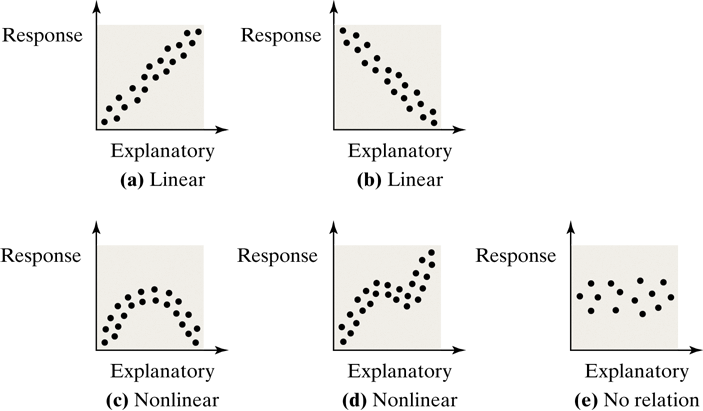 Response
Response
Explanatory
Explanatory
(a) Linear
(b) Linear
Response
Response
Response
Explanatory
Explanatory
Explanatory
(c) Nonlinear
(d) Nonlinear
(e) No relation